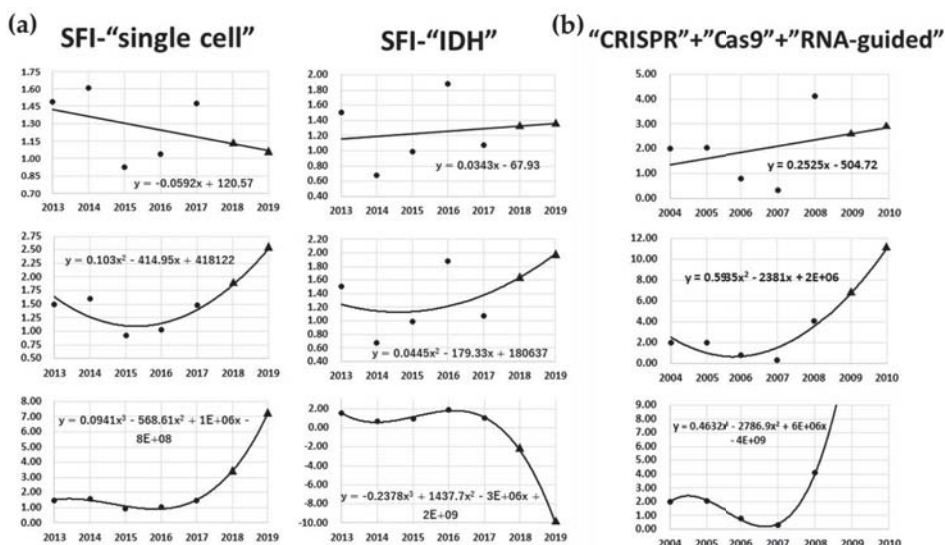 (a)
SFI-“single cell”
SFI-“IDH”
(b)
“CRISPR”+”Cas9”+”RNA-guided”
1.75
1.60
1.45
1.30
1.15
1.00
0.85
0.70
y = -0.0592x + 120.57
2013 2014 2015 2016 2017 2018 2019
2.00
1.80
1.60
1.40
1.20
1.00
0.80
0.60
0.40
y = 0.0343x - 67.93
2013 2014 2015 2016 2017 2018 2019
5.00
4.00
3.00
2.00
1.00
0.00
y = 0.2525x - 504.72
2004 2005 2006 2007 2008 2009 2010
2.75
2.50
2.25
2.00
1.75
1.50
1.25
1.00
0.75
0.50
y = 0.103x² - 414.95x + 418122
2013 2014 2015 2016 2017 2018 2019
2.20
2.00
1.80
1.60
1.40
1.20
1.00
0.80
0.60
0.40
y = 0.0445x² - 179.33x + 180637
2013 2014 2015 2016 2017 2018 2019
12.00
10.00
8.00
6.00
4.00
2.00
0.00
y = 0.5935x² - 2381x + 2E+06
2004 2005 2006 2007 2008 2009 2010
8.00
7.00
6.00
5.00
4.00
3.00
2.00
1.00
0.00
y = 0.0941x³ - 568.61x² + 1E+06x -
8E+08
2013 2014 2015 2016 2017 2018 2019
2.00
0.00
-2.00
-4.00
-6.00
-8.00
-10.00
y = -0.2378x³ + 1437.7x² - 3E+06x +
2E+09
2013 2014 2015 2016 2017 2018 2019
9.00
8.00
7.00
6.00
5.00
4.00
3.00
2.00
1.00
0.00
y = 0.4632x³ - 2786.9x² + 6E+06x
- 4E+09
2004 2005 2006 2007 2008 2009 2010